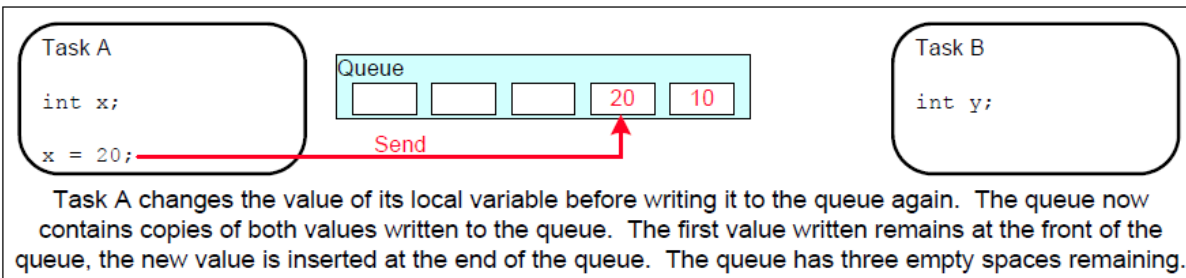 Task A
Task B
Queue
int x;
20
10
int y;
Send
x = 20;
Task A changes the value of its local variable before writing it to the queue again. The queue now
contains copies of both values written to the queue. The first value written remains at the front of the
queue, the new value is inserted at the end of the queue. The queue has three empty spaces remaining.